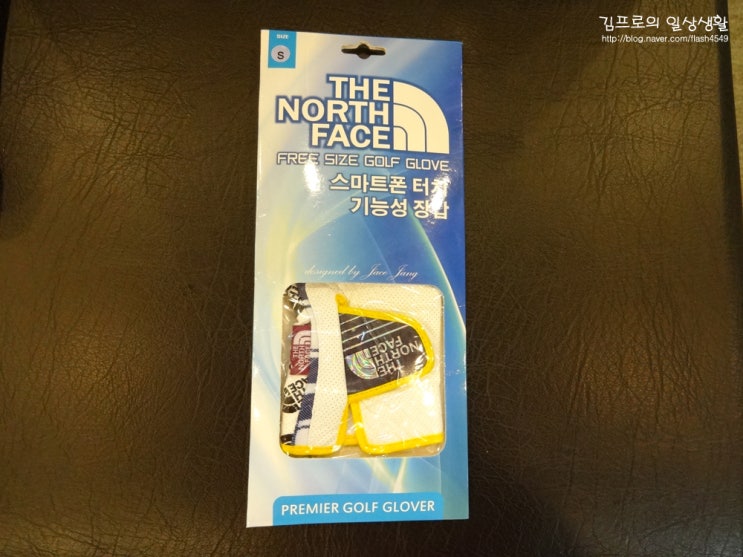 김프로의 일상생활
http://blog.naver.com/flash4549
SIZE
S
THE
NORTH
FACE
FREE SIZE GOLF GLOVE
스마트폰 터치
기능성 장갑
designed by Jace Jang
THE
NORTH
FACE
PREMIER GOLF GLOVER